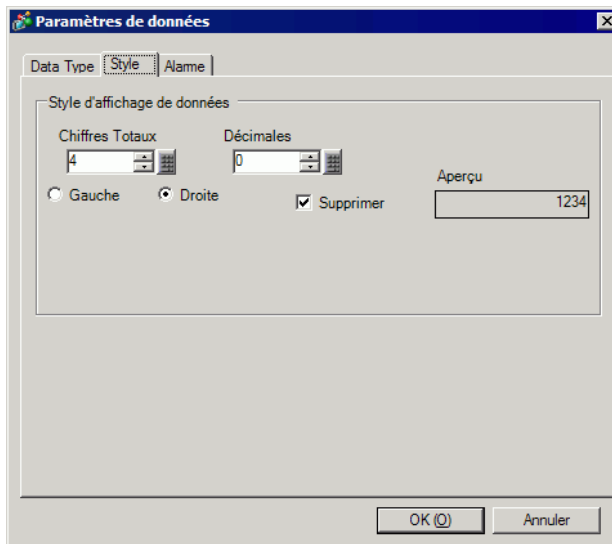 Paramètres de données
Data Type Style Alarme
Style d'affichage de données
Chiffres Totaux Décimales
4 0
Aperçu
Gauche Droite Supprimer 1234
OK (O) Annuler